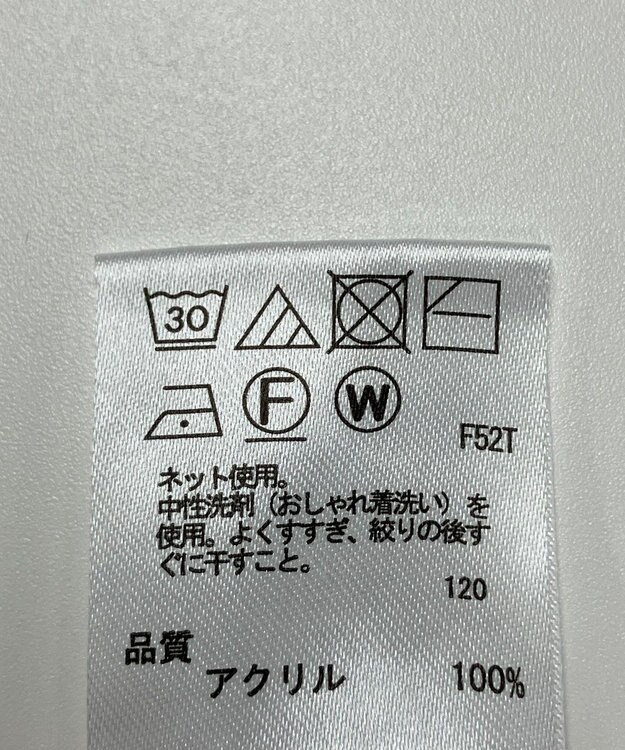 30
F W
F52T
ネット使用。
中性洗剤（おしゃれ着洗い）を
使用。よくすすぎ、絞りの後す
ぐに干すこと。
120
品質
アクリル 100%